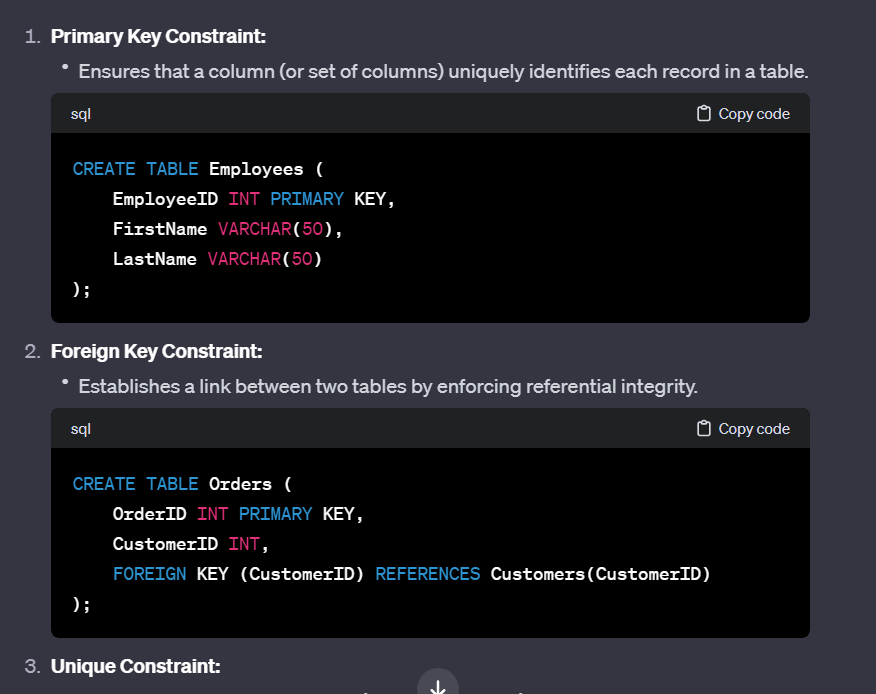 1. Primary Key Constraint:
• Ensures that a column (or set of columns) uniquely identifies each record in a table.
sql Copy code
CREATE TABLE Employees (
    EmployeeID INT PRIMARY KEY,
    FirstName VARCHAR(50),
    LastName VARCHAR(50)
);
2. Foreign Key Constraint:
• Establishes a link between two tables by enforcing referential integrity.
sql Copy code
CREATE TABLE Orders (
    OrderID INT PRIMARY KEY,
    CustomerID INT,
    FOREIGN KEY (CustomerID) REFERENCES Customers(CustomerID)
);
3. Unique Constraint: